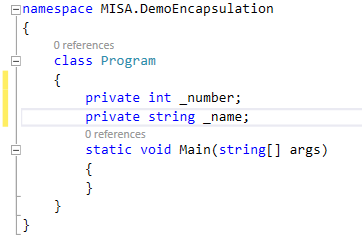 namespace MISA.DemoEncapsulation
{
0 references
class Program
{
private int _number;
private string _name;
0 references
static void Main(string[] args)
{
}
}
}